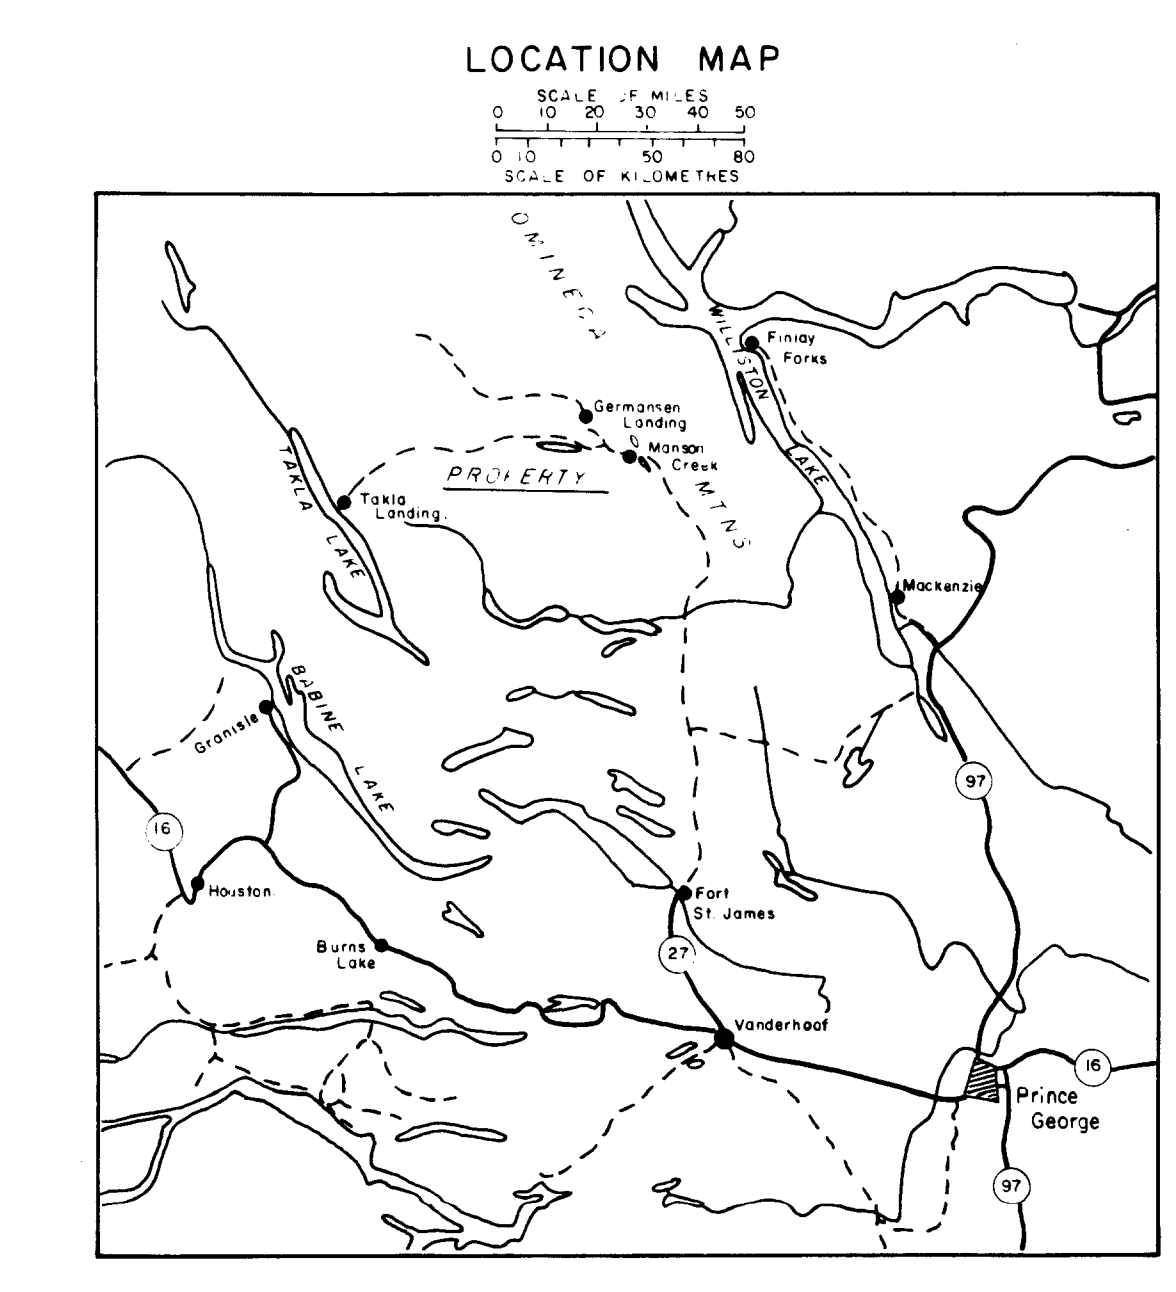 LOCATION MAP
SCALE OF MILES
0 10 20 30 40 50
0 10 50 80
SCALE OF KILOMETRES
OMINECA
WILLISTON
Finlay
Forks
Germansen
Landing
Manson
Creek
TAKLA
LAKE
PROPERTY
MTNS
Takla
Landing.
LAKE
Mackenzie
BABINE
Granisle
LAKE
97
16
Houston.
Fort
St. James
Burns
Lake
27
Vanderhoof
16
Prince
George
97